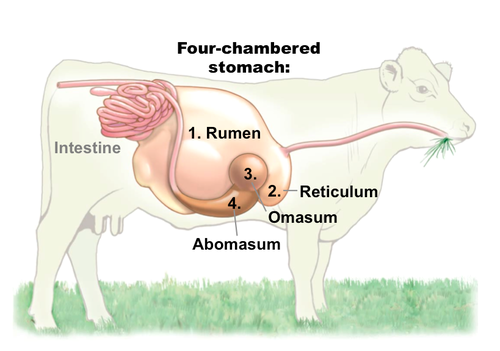 Four-chambered
stomach:
1. Rumen
Intestine
3.
2.
Reticulum
4.
Omasum
Abomasum